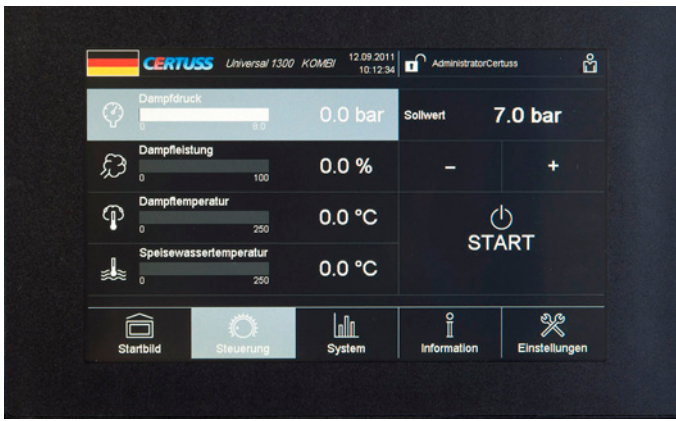 CERTUSS Universal 1300 KOMBI 12.09.2011 10:12:34 AdministratorCertuss
Dampfdruck
0.0 bar
0 8.0
Sollwert 7.0 bar
Dampfleistung
0.0 %
0 100
– +
Dampftemperatur
0.0 °C
0 250
START
Speisewassertemperatur
0.0 °C
0 250
Startbild Steuerung System Information Einstellungen